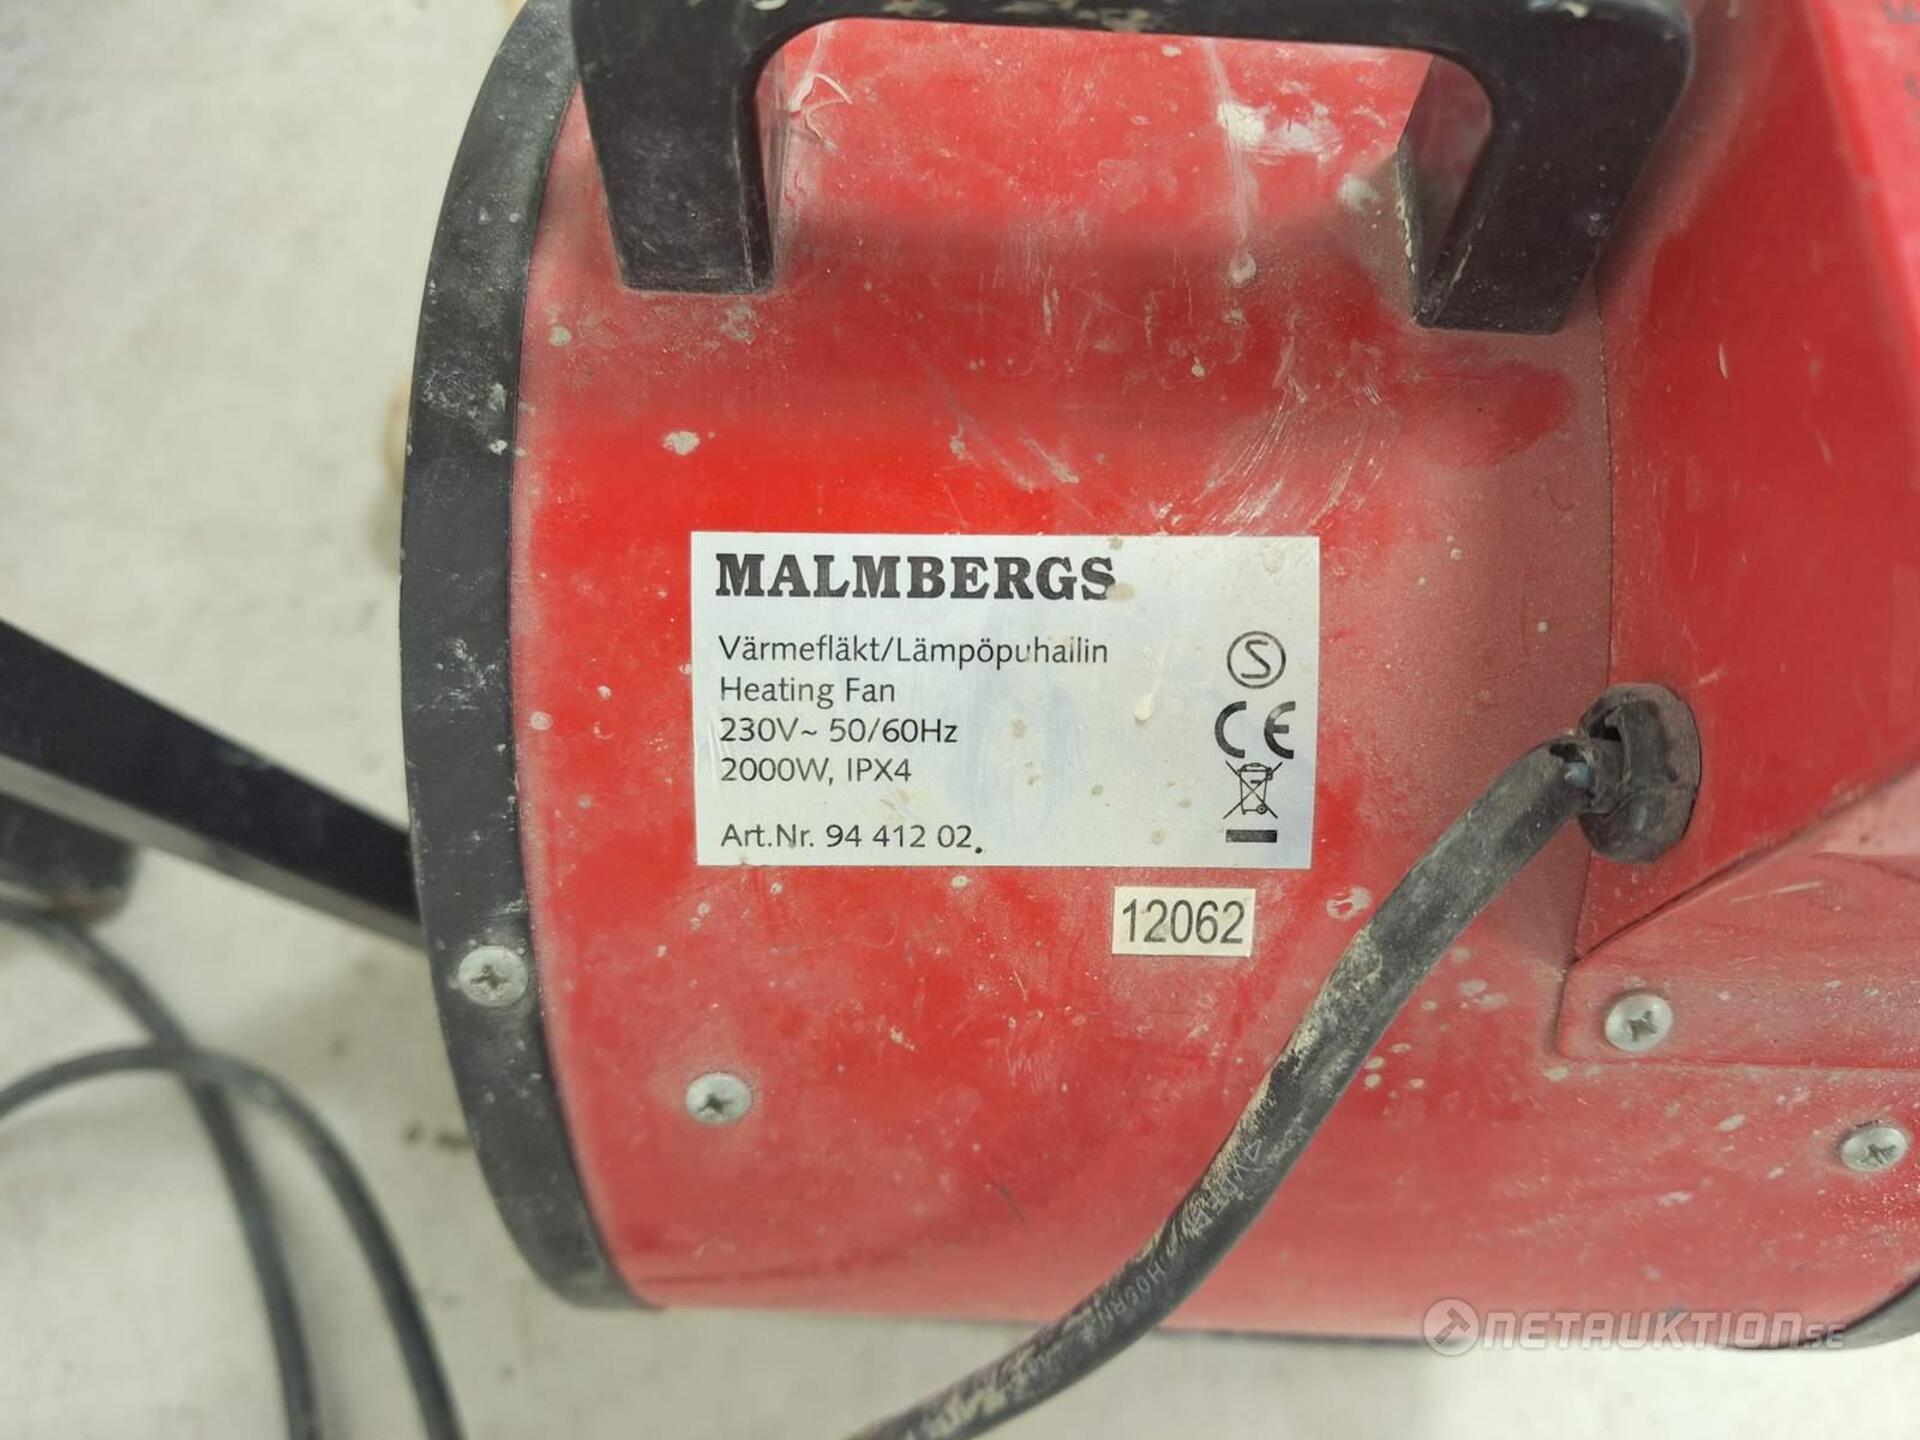 MALMBERGS
Värmefläkt/Lämpöpuhailin
Heating Fan
230V~ 50/60Hz
2000W, IPX4
Art.Nr. 94 412 02.
S
CE
12062
NETAUKTION.SE